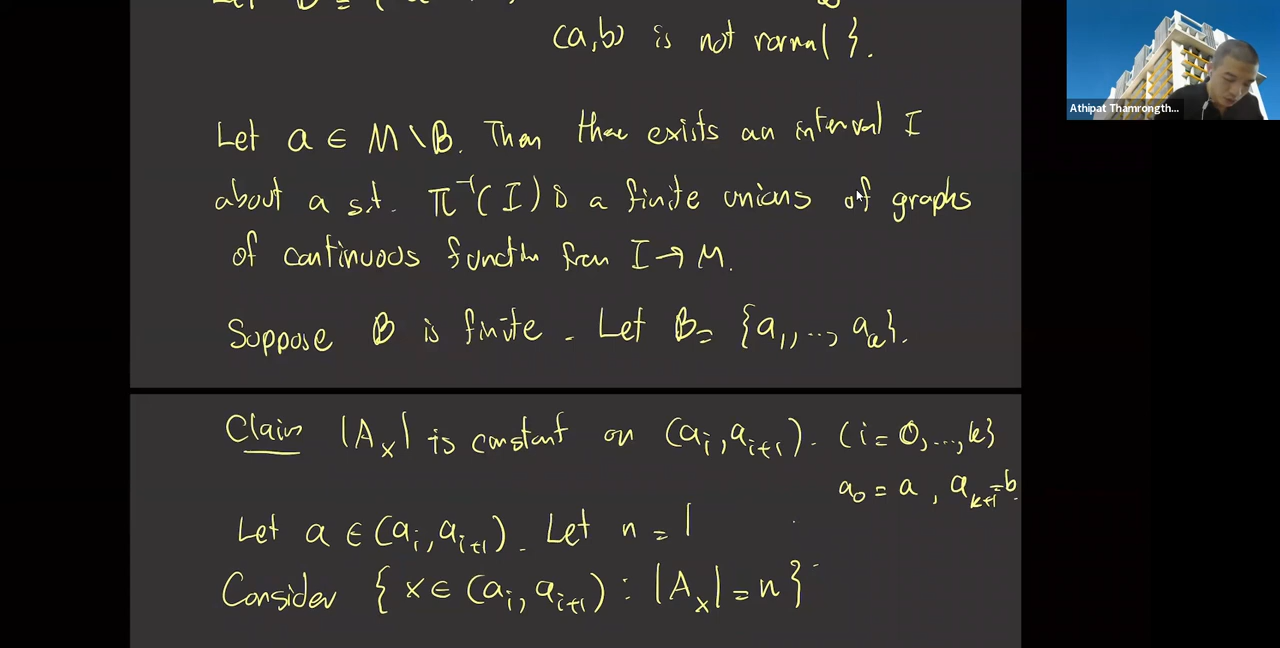 (a,b) is not normal }.
Athipat Thamrongth...
Let a ∈ M \ B. Then there exists an interval I
about a s.t. π⁻¹(I) is a finite unions of graphs
of continuous function from I → M.
Suppose B is finite. Let B = {a₁, ..., aₖ}.
Claim |Aₓ| is constant on (aᵢ, aᵢ₊₁). (i = 0, ..., k}
a₀ = a, aₖ₊₁ = b.
Let a ∈ (aᵢ, aᵢ₊₁). Let n = |
Consider { x ∈ (aᵢ, aᵢ₊₁) : |Aₓ| = n }